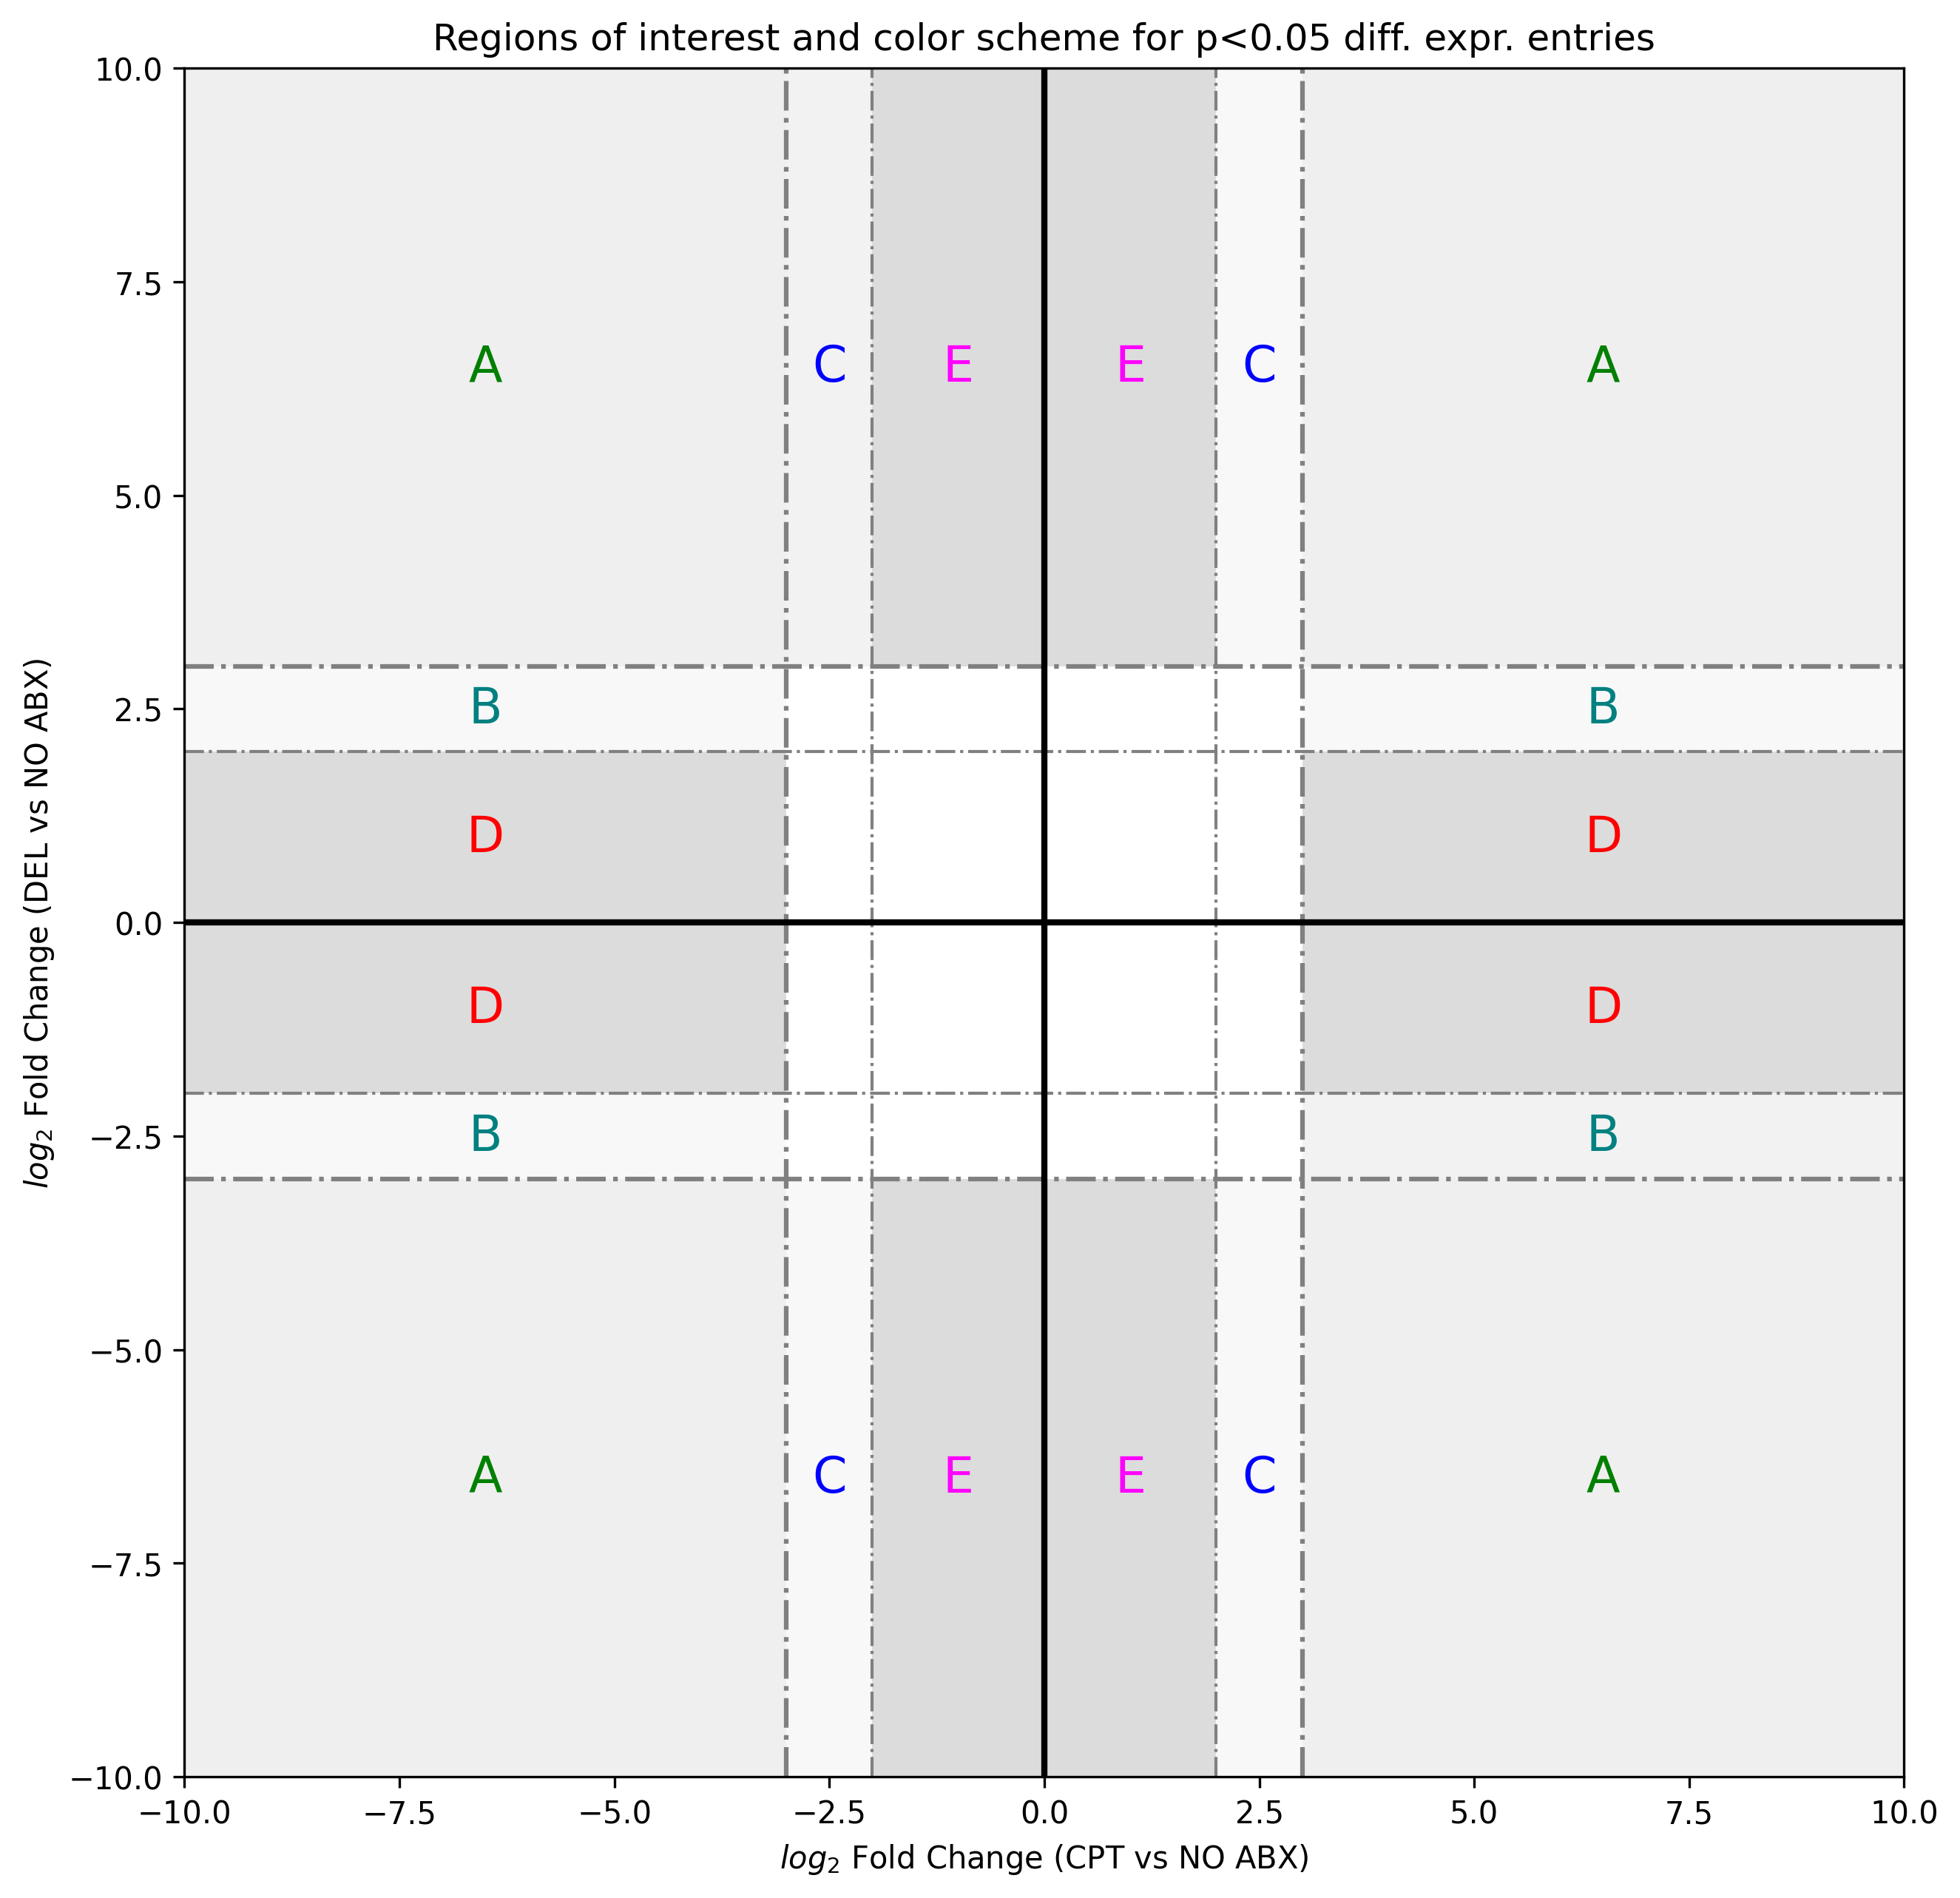 Regions of interest and color scheme for p<0.05 diff. expr. entries
10.0
7.5
A C E E C A
5.0
2.5
B B
D D
0.0
D D
−2.5
B B
−5.0
A C E E C A
−7.5
−10.0
−10.0 −7.5 −5.0 −2.5 0.0 2.5 5.0 7.5 10.0
log₂ Fold Change (CPT vs NO ABX)
log₂ Fold Change (DEL vs NO ABX)